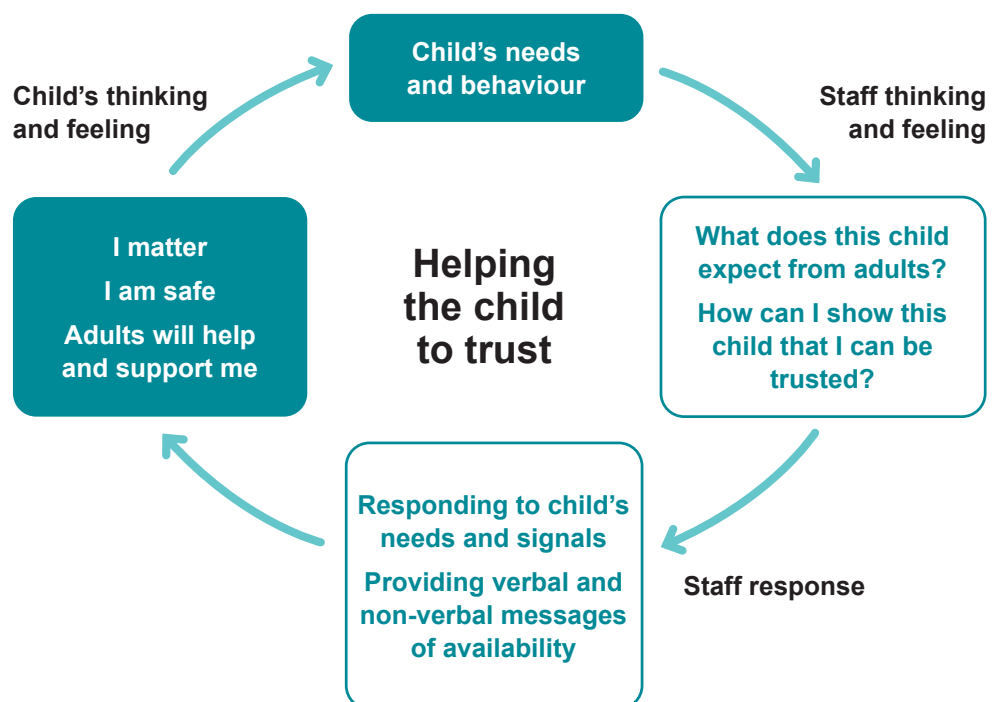 Child’s needs
and behaviour
Child’s thinking
and feeling
Staff thinking
and feeling
I matter
I am safe
Adults will help
and support me
Helping
the child
to trust
What does this child
expect from adults?
How can I show this
child that I can be
trusted?
Responding to child’s
needs and signals
Providing verbal and
non-verbal messages
of availability
Staff response